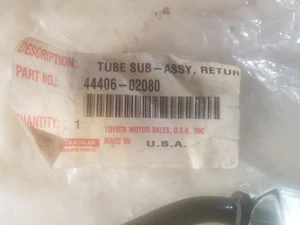 DESCRIPTION: TUBE SUB-ASSY, RETUR
PART NO.: 44406-02080
QUANTITY: 1
TOYOTA MOTOR SALES, U.S.A., INC
MADE IN: U.S.A.